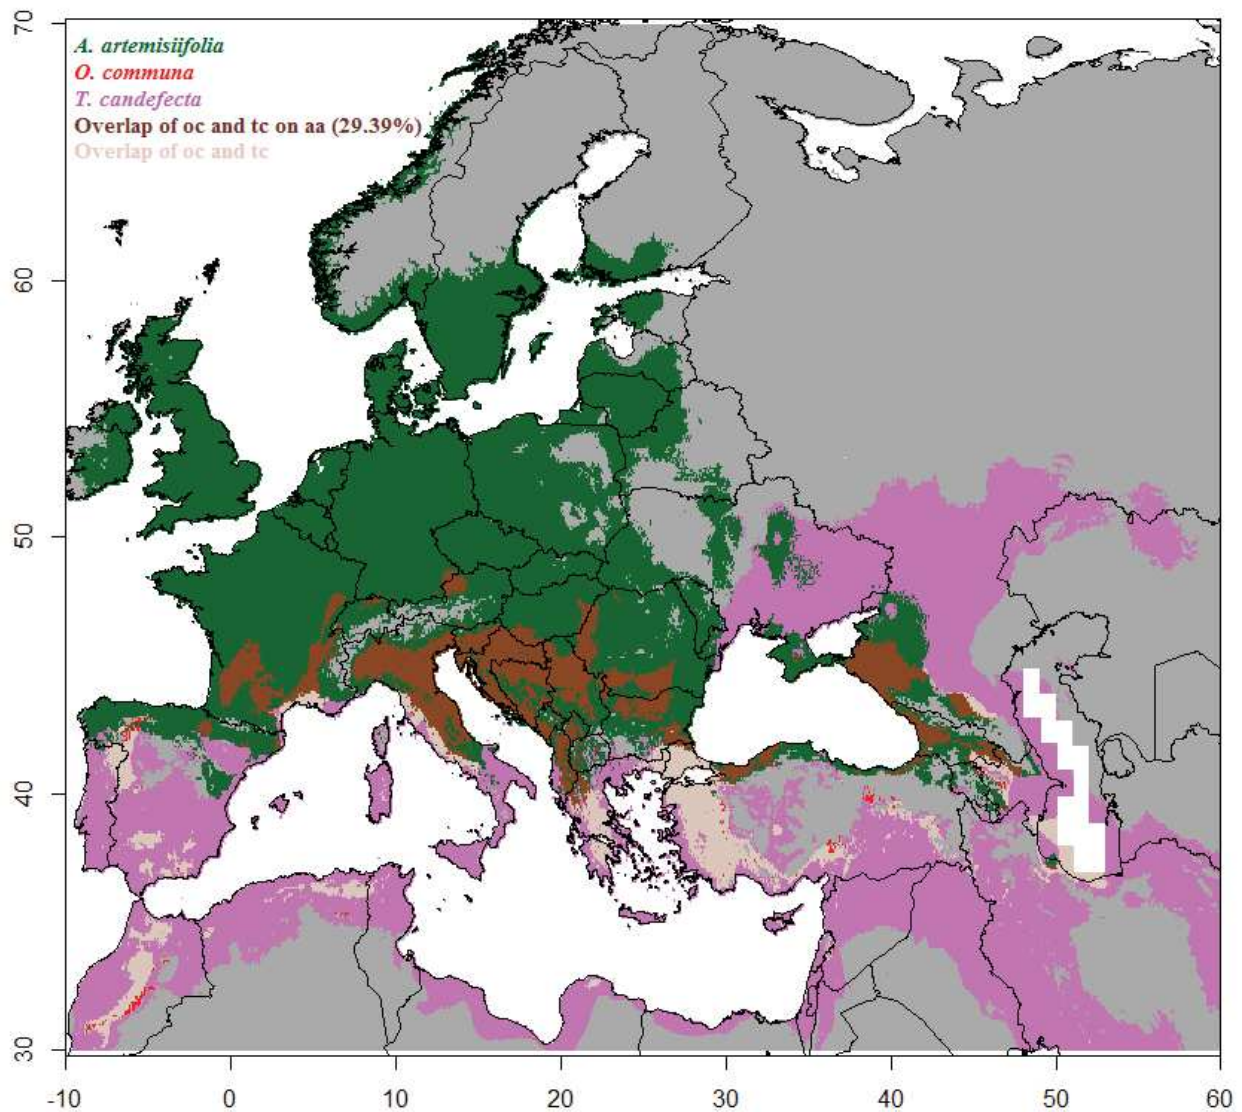 70
A. artemisiifolia
O. communa
T. candefecta
Overlap of oc and tc on aa (29.39%)
Overlap of oc and tc
60
50
40
30
-10 0 10 20 30 40 50 60